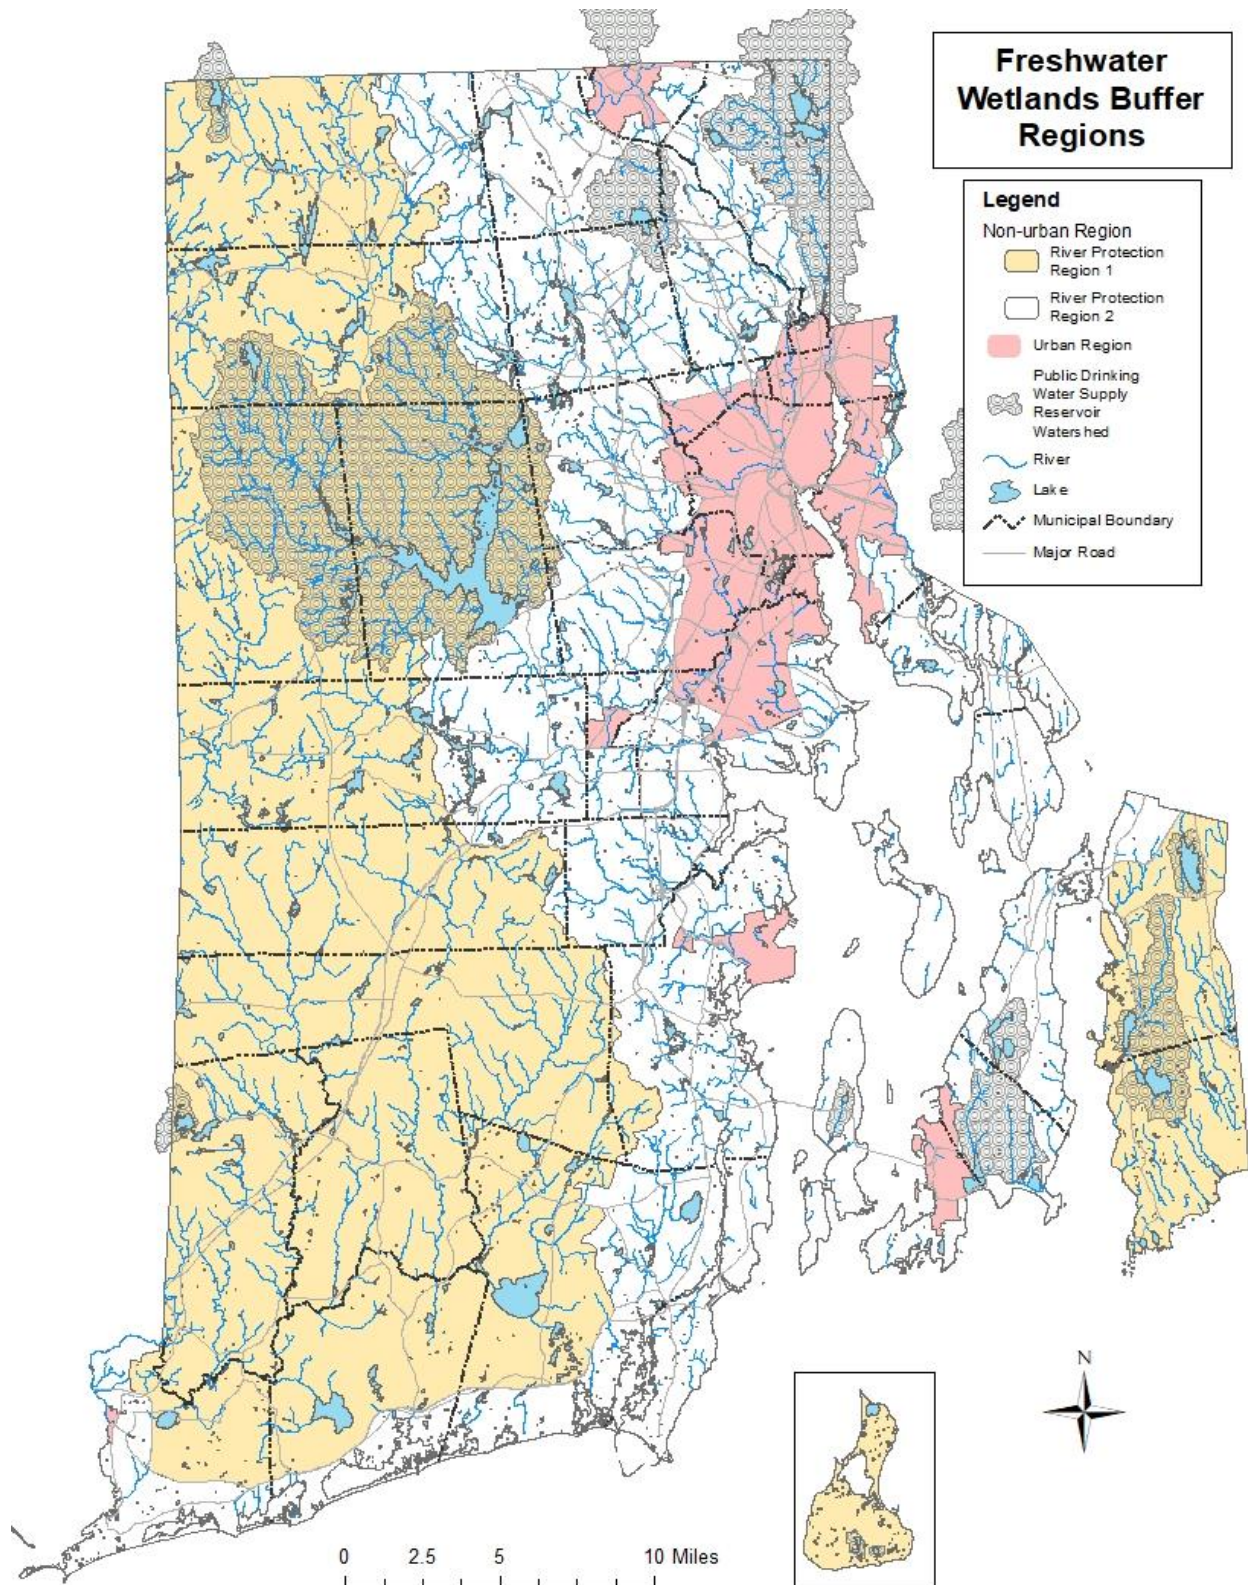 Freshwater
Wetlands Buffer
Regions
Legend
Non-urban Region
River Protection
Region 1
River Protection
Region 2
Urban Region
Public Drinking
Water Supply
Reservoir
Watershed
River
Lake
Municipal Boundary
Major Road
N
0 2.5 5 10 Miles